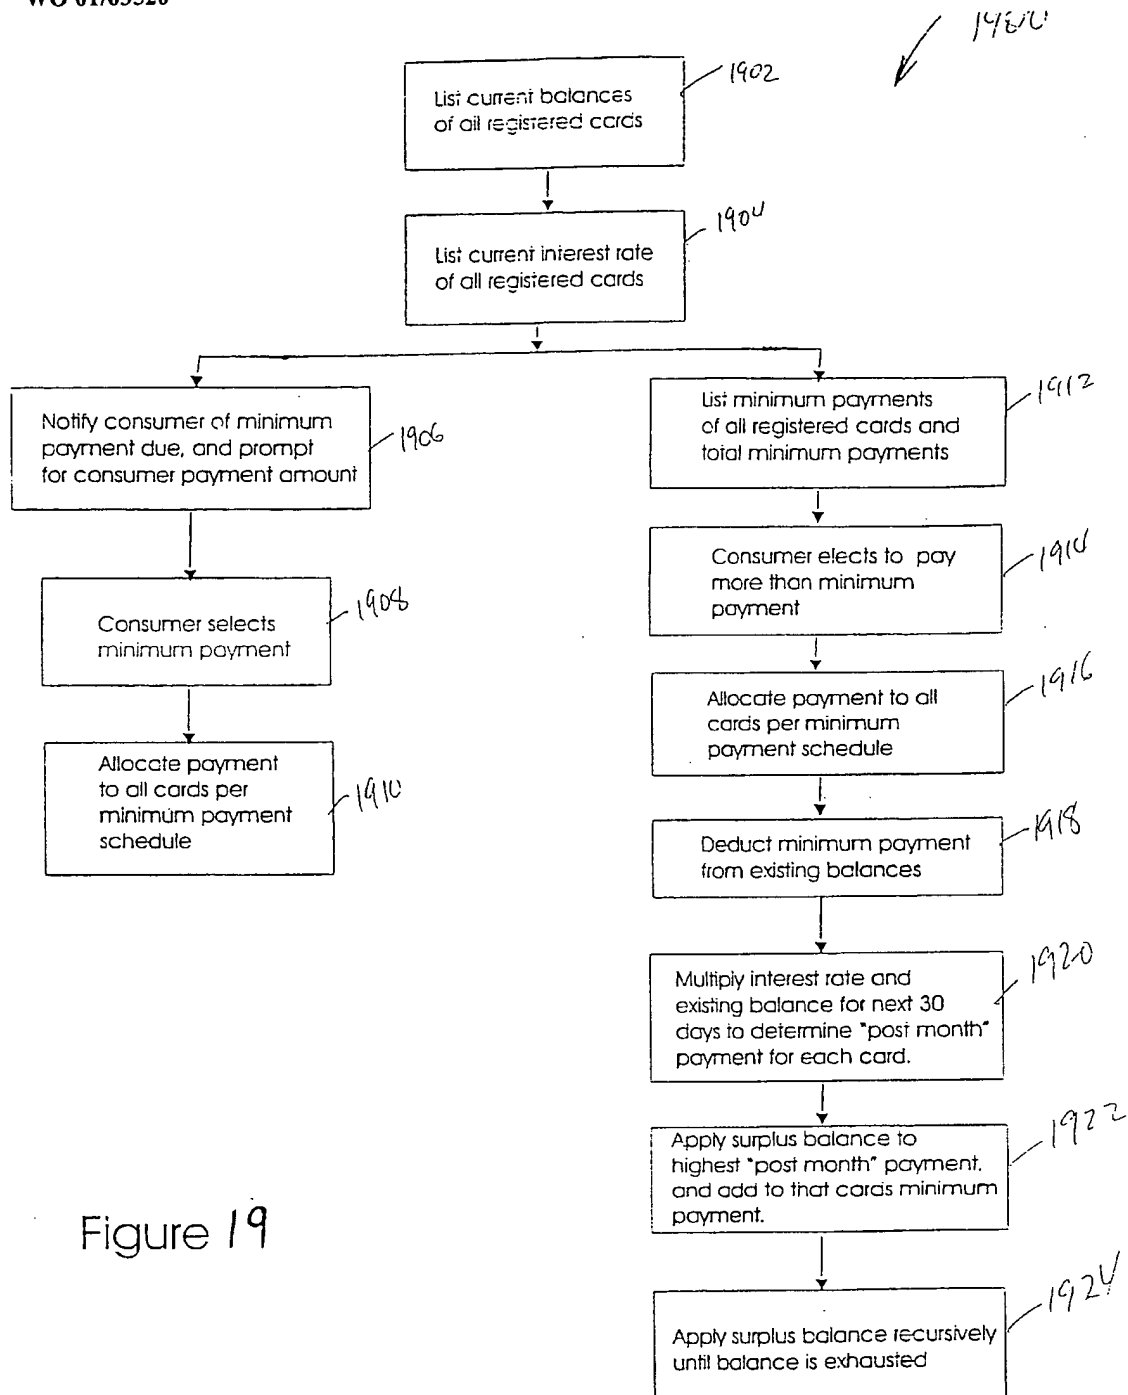 1902
List current balances
of all registered cards
1904
List current interest rate
of all registered cards
Notify consumer of minimum
payment due, and prompt
for consumer payment amount
1906
Consumer selects
minimum payment
1908
Allocate payment
to all cards per
minimum payment
schedule
1910
List minimum payments
of all registered cards and
total minimum payments
1912
Consumer elects to pay
more than minimum
payment
1914
Allocate payment to all
cards per minimum
payment schedule
1916
Deduct minimum payment
from existing balances
1918
Multiply interest rate and
existing balance for next 30
days to determine "post month"
payment for each card.
1920
Apply surplus balance to
highest "post month" payment,
and add to that cards minimum
payment.
1922
Apply surplus balance recursively
until balance is exhausted
1924
Figure 19